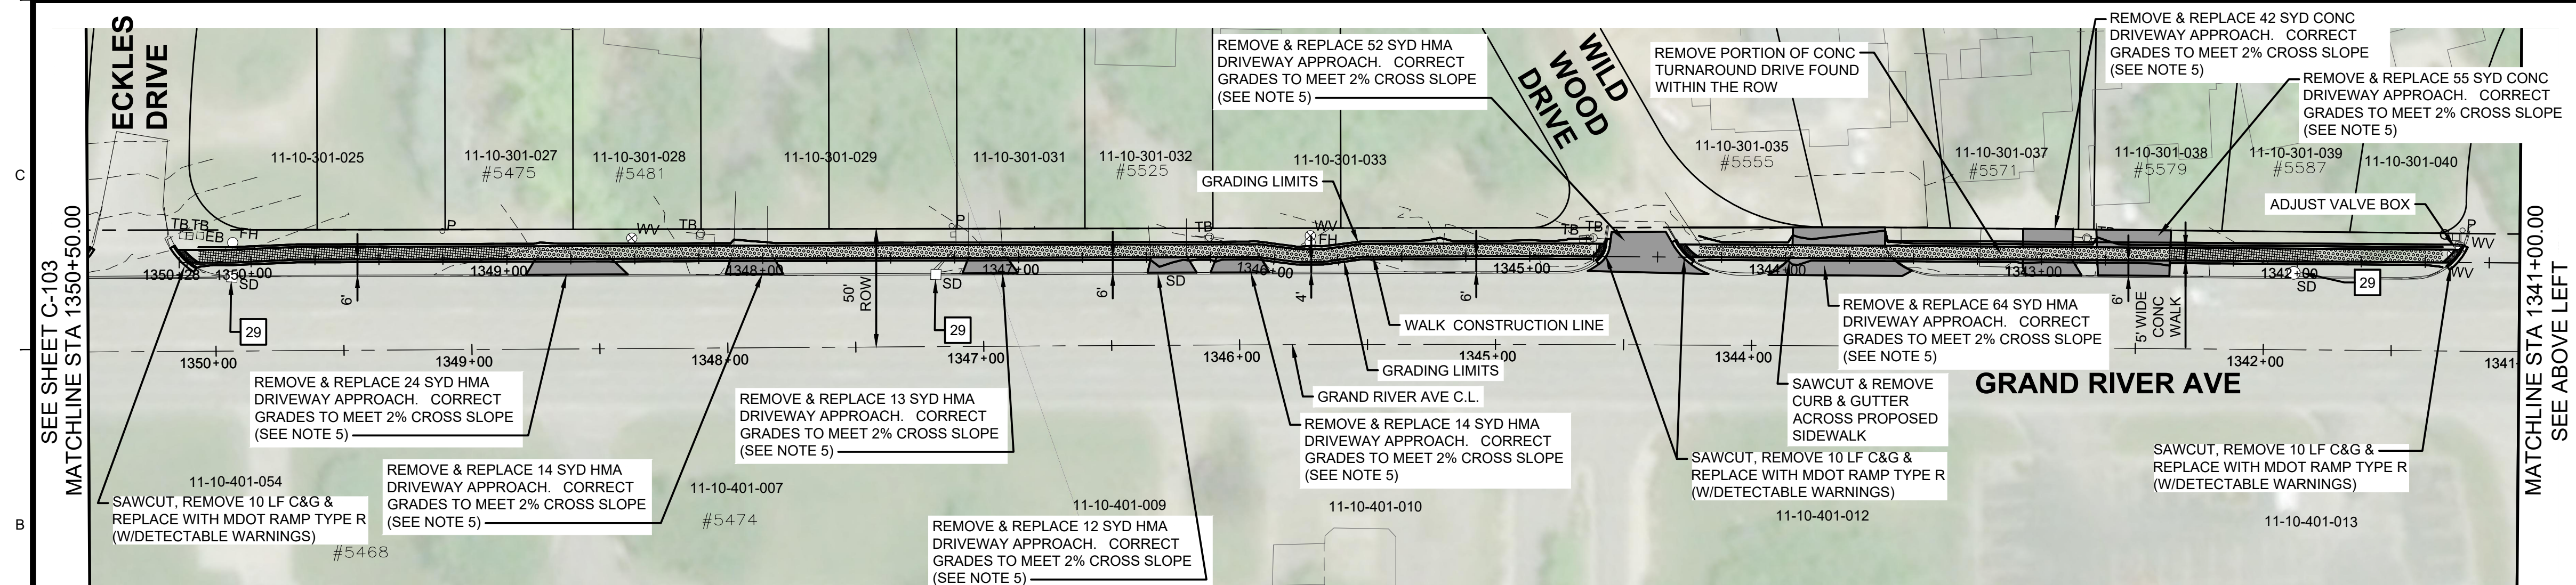 ECKLES
DRIVE
REMOVE & REPLACE 52 SYD HMA
DRIVEWAY APPROACH. CORRECT
GRADES TO MEET 2% CROSS SLOPE
(SEE NOTE 5)
WILD
WOOD
DRIVE
REMOVE PORTION OF CONC
TURNAROUND DRIVE FOUND
WITHIN THE ROW
REMOVE & REPLACE 42 SYD CONC
DRIVEWAY APPROACH. CORRECT
GRADES TO MEET 2% CROSS SLOPE
(SEE NOTE 5)
REMOVE & REPLACE 55 SYD CONC
DRIVEWAY APPROACH. CORRECT
GRADES TO MEET 2% CROSS SLOPE
(SEE NOTE 5)
C
11-10-301-025
11-10-301-027
#5475
11-10-301-028
#5481
11-10-301-029
11-10-301-031
11-10-301-032
#5525
11-10-301-033
11-10-301-035
#5555
11-10-301-037
#5571
11-10-301-038
#5579
11-10-301-039
#5587
11-10-301-040
GRADING LIMITS
ADJUST VALVE BOX
TB TB
EB
FH
P
WV
TB
P
TB
WV
FH
TB
TB
P
WV
WV
SEE SHEET C-103
MATCHLINE STA 1350+50.00
1350+28
1350+00
1349+00
1348+00
1347+00
1346+00
1345+00
1344+00
1343+00
1342+00
SD
SD
SD
SD
29
29
29
6'
50'
ROW
6'
4'
6'
6'
5' WIDE
CONC
WALK
WALK CONSTRUCTION LINE
GRADING LIMITS
GRAND RIVER AVE C.L.
1350+00
1349+00
1348+00
1347+00
1346+00
1345+00
1344+00
1342+00
1341-
GRAND RIVER AVE
REMOVE & REPLACE 64 SYD HMA
DRIVEWAY APPROACH. CORRECT
GRADES TO MEET 2% CROSS SLOPE
(SEE NOTE 5)
SAWCUT & REMOVE
CURB & GUTTER
ACROSS PROPOSED
SIDEWALK
REMOVE & REPLACE 24 SYD HMA
DRIVEWAY APPROACH. CORRECT
GRADES TO MEET 2% CROSS SLOPE
(SEE NOTE 5)
REMOVE & REPLACE 13 SYD HMA
DRIVEWAY APPROACH. CORRECT
GRADES TO MEET 2% CROSS SLOPE
(SEE NOTE 5)
REMOVE & REPLACE 14 SYD HMA
DRIVEWAY APPROACH. CORRECT
GRADES TO MEET 2% CROSS SLOPE
(SEE NOTE 5)
REMOVE & REPLACE 14 SYD HMA
DRIVEWAY APPROACH. CORRECT
GRADES TO MEET 2% CROSS SLOPE
(SEE NOTE 5)
REMOVE & REPLACE 12 SYD HMA
DRIVEWAY APPROACH. CORRECT
GRADES TO MEET 2% CROSS SLOPE
(SEE NOTE 5)
SAWCUT, REMOVE 10 LF C&G &
REPLACE WITH MDOT RAMP TYPE R
(W/DETECTABLE WARNINGS)
SAWCUT, REMOVE 10 LF C&G &
REPLACE WITH MDOT RAMP TYPE R
(W/DETECTABLE WARNINGS)
SAWCUT, REMOVE 10 LF C&G &
REPLACE WITH MDOT RAMP TYPE R
(W/DETECTABLE WARNINGS)
11-10-401-054
#5468
11-10-401-007
#5474
11-10-401-009
11-10-401-010
11-10-401-012
11-10-401-013
B
MATCHLINE STA 1341+00.00
SEE ABOVE LEFT